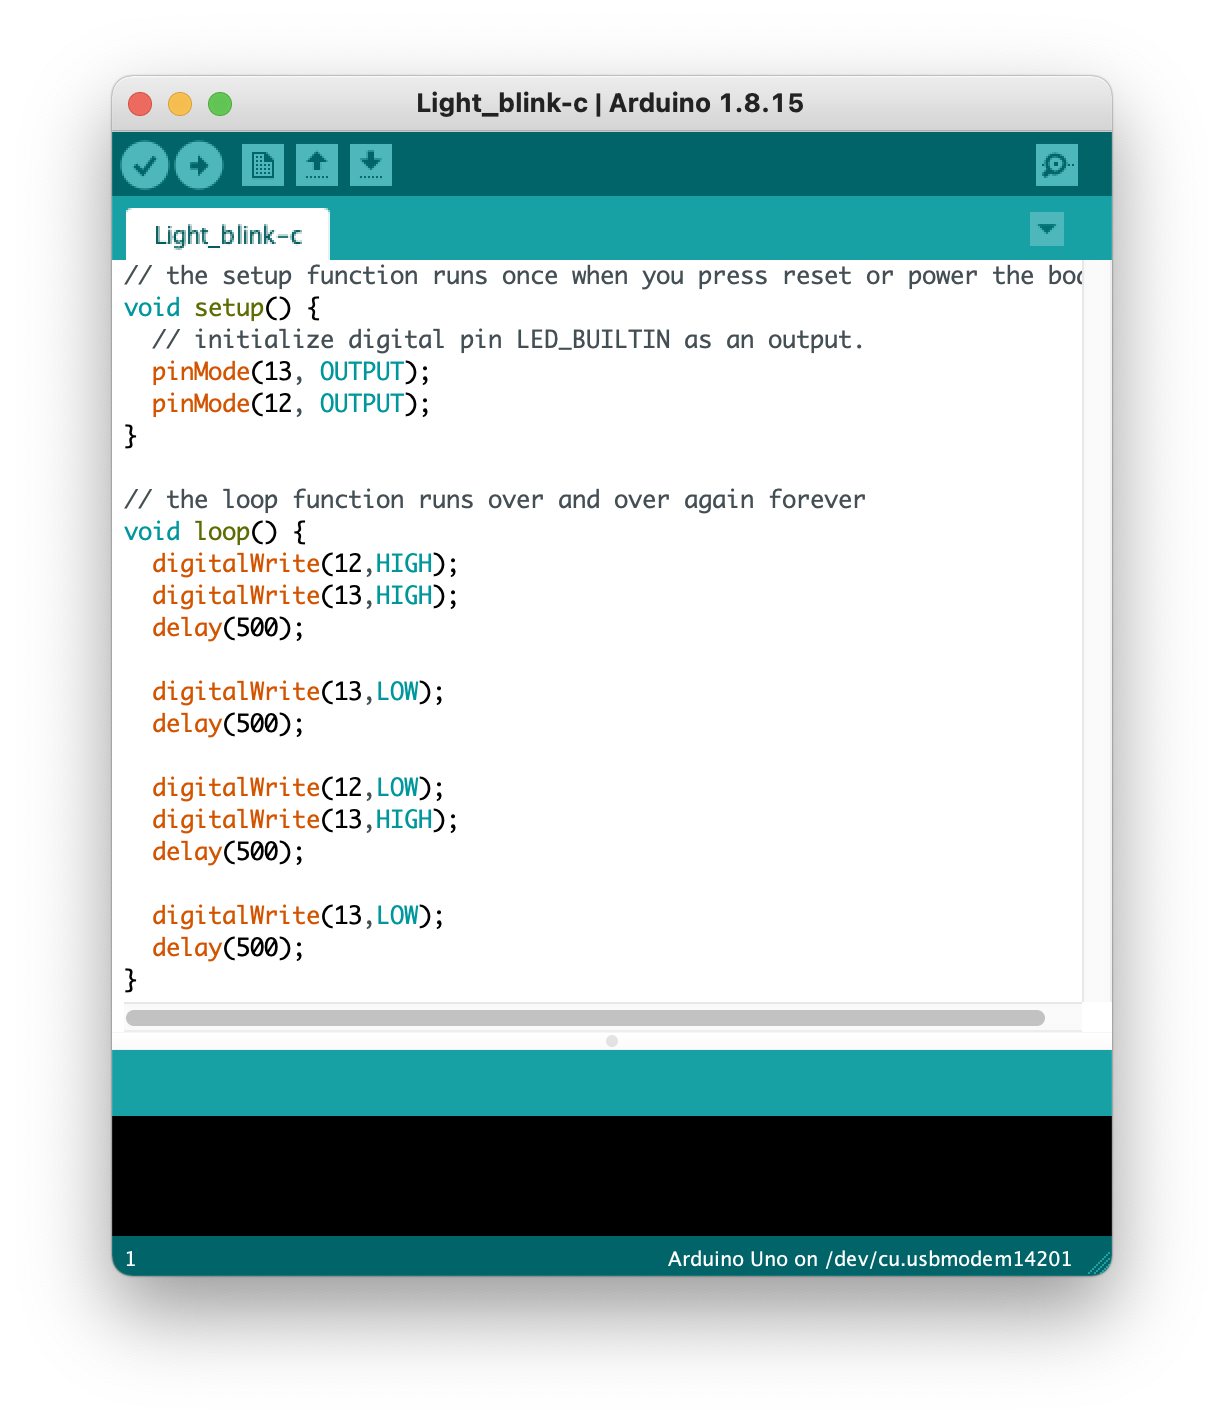 Light_blink-c | Arduino 1.8.15
Light_blink-c
// the setup function runs once when you press reset or power the
void setup() {
  // initialize digital pin LED_BUILTIN as an output.
  pinMode(13, OUTPUT);
  pinMode(12, OUTPUT);
}
// the loop function runs over and over again forever
void loop() {
  digitalWrite(12,HIGH);
  digitalWrite(13,HIGH);
  delay(500);
  digitalWrite(13,LOW);
  delay(500);
  digitalWrite(12,LOW);
  digitalWrite(13,HIGH);
  delay(500);
  digitalWrite(13,LOW);
  delay(500);
}
1
Arduino Uno on /dev/cu.usbmodem14201